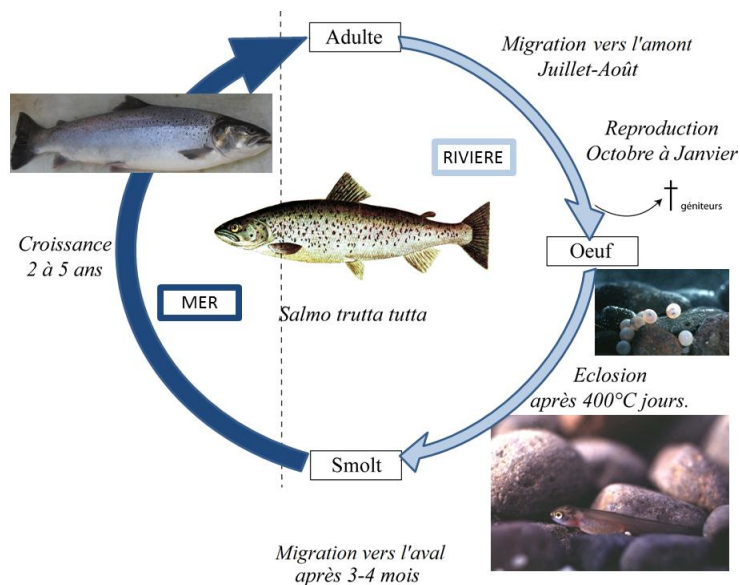 Adulte
Migration vers l'amont
Juillet-Août
Reproduction
Octobre à Janvier
géniteurs
RIVIERE
Oeuf
Croissance
2 à 5 ans
MER
Salmo trutta tutta
Eclosion
après 400°C jours.
Smolt
Migration vers l'aval
après 3-4 mois